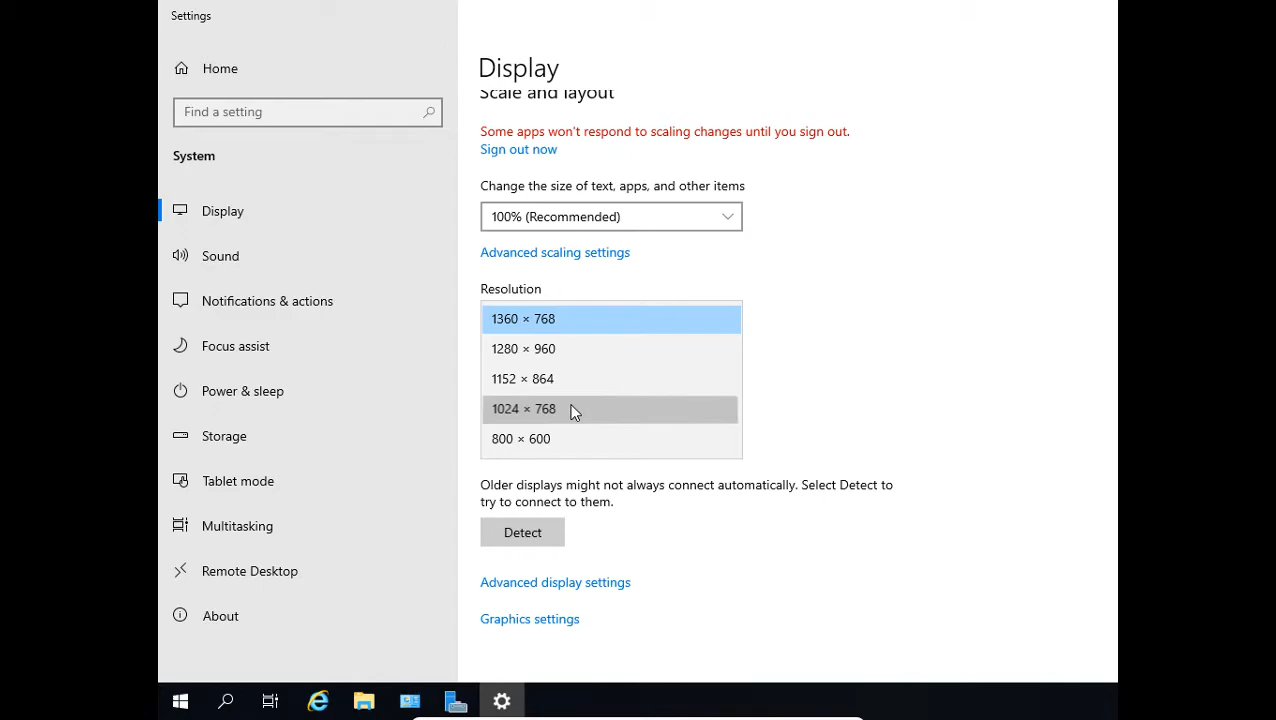 Settings
Home
Find a setting
System
Display
Sound
Notifications & actions
Focus assist
Power & sleep
Storage
Tablet mode
Multitasking
Remote Desktop
About
Display
Scale and layout
Some apps won't respond to scaling changes until you sign out.
Sign out now
Change the size of text, apps, and other items
100% (Recommended)
Advanced scaling settings
Resolution
1360 × 768
1280 × 960
1152 × 864
1024 × 768
800 × 600
Older displays might not always connect automatically. Select Detect to
try to connect to them.
Detect
Advanced display settings
Graphics settings